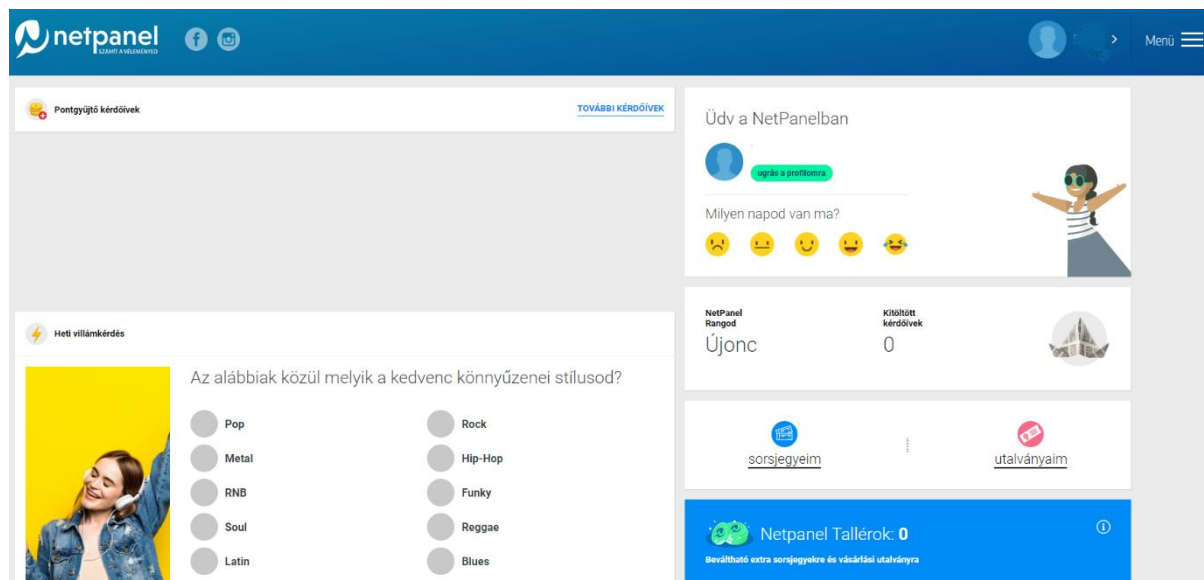 netpanel
SZÁMÍT A VÉLEMÉNYED
Menü
Pontgyűjtő kérdőívek
TOVÁBBI KÉRDŐÍVEK
Heti villámkérdés
Az alábbiak közül melyik a kedvenc könnyűzenei stílusod?
Pop
Rock
Metal
Hip-Hop
RNB
Funky
Soul
Reggae
Latin
Blues
Üdv a NetPanelban
ugrás a profilomra
Milyen napod van ma?
NetPanel
Rangod
Újonc
Kitöltött
kérdőívek
0
sorsjegyeim
utalványaim
Netpanel Tallérok: 0
Beváltható extra sorsjegyekre és vásárlási utalványra